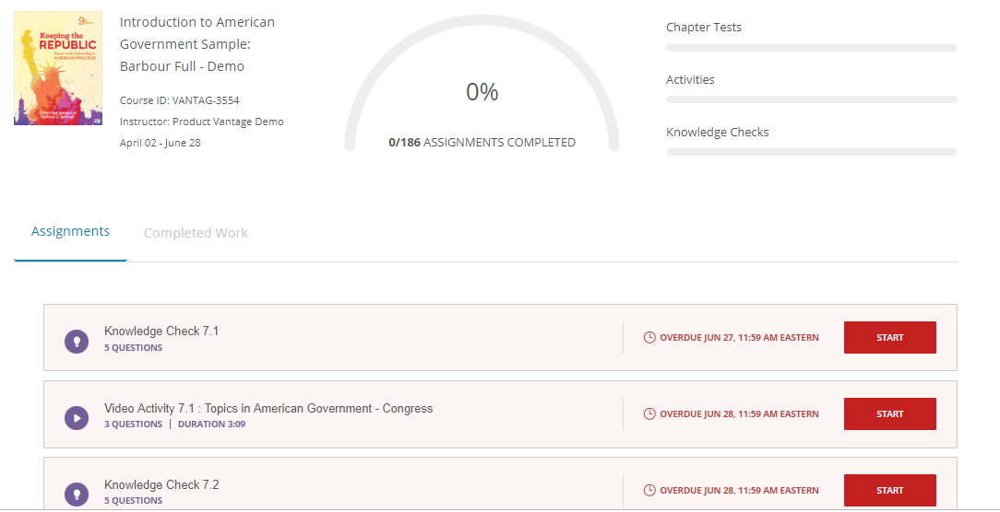 9th
Keeping the
REPUBLIC
Power and Citizenship in
AMERICAN POLITICS
Introduction to American
Government Sample:
Barbour Full - Demo
Course ID: VANTAG-3554
Instructor: Product Vantage Demo
April 02 - June 28
0%
0/186 ASSIGNMENTS COMPLETED
Chapter Tests
Activities
Knowledge Checks
Assignments
Completed Work
Knowledge Check 7.1
5 QUESTIONS
OVERDUE JUN 27, 11:59 AM EASTERN
START
Video Activity 7.1 : Topics in American Government - Congress
3 QUESTIONS | DURATION 3:09
OVERDUE JUN 28, 11:59 AM EASTERN
START
Knowledge Check 7.2
5 QUESTIONS
OVERDUE JUN 28, 11:59 AM EASTERN
START